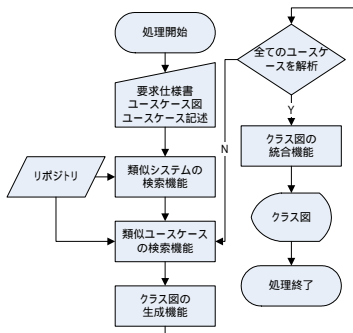 処理開始
要求仕様書
ユースケース図
ユースケース記述
リポジトリ
類似システムの
検索機能
類似ユースケース
の検索機能
クラス図の
生成機能
全てのユースケ
ースを解析
N
Y
クラス図の
統合機能
クラス図
処理終了